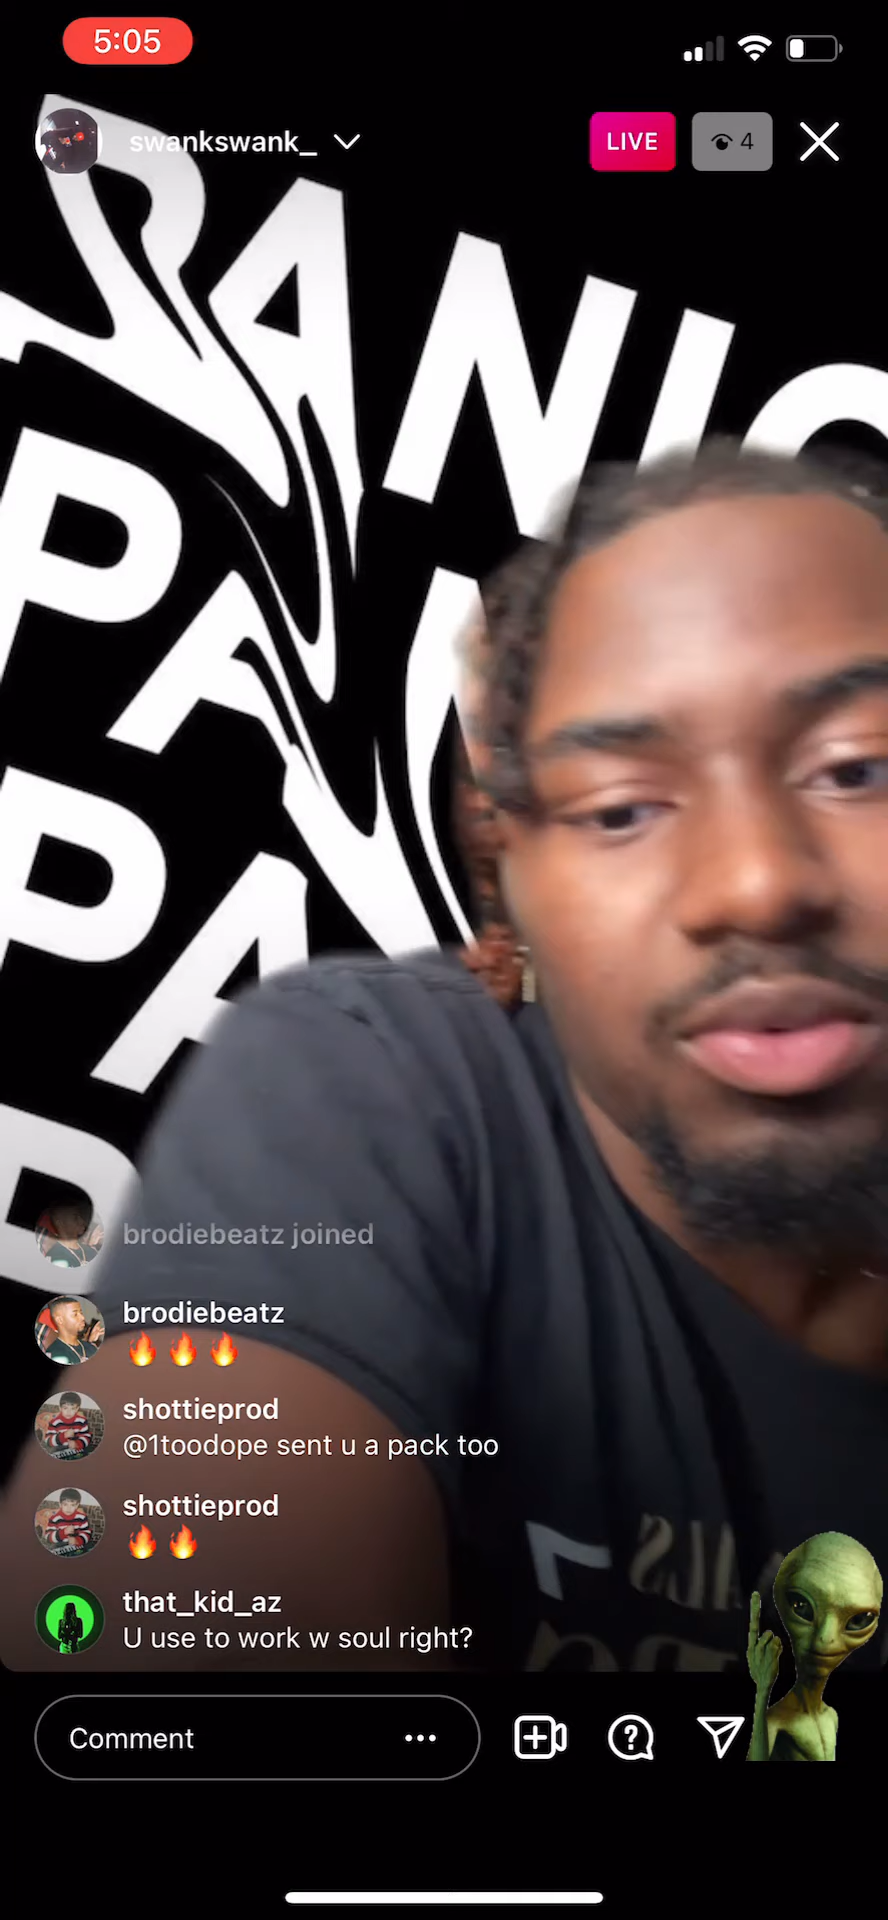 5:05
swankswank_
LIVE
4
PANIC
PA
PA
brodiebeatz joined
brodiebeatz
🔥🔥🔥
shottieprod
@1toodope sent u a pack too
shottieprod
🔥🔥
that_kid_az
U use to work w soul right?
Comment